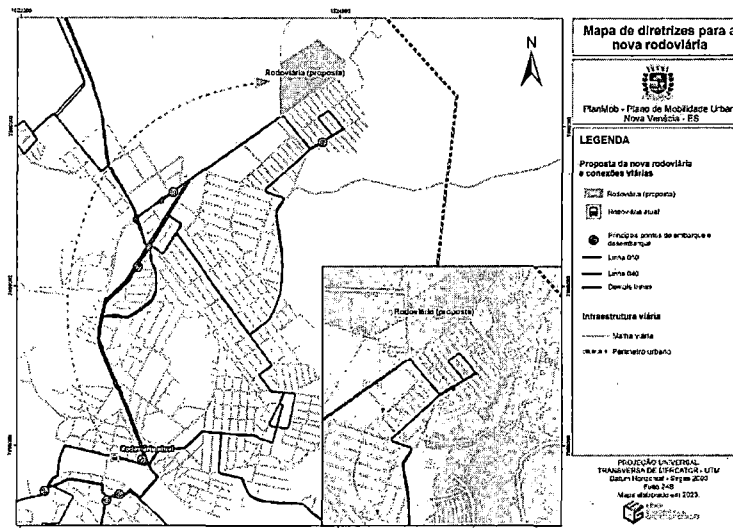 Rodoviária (proposta)
N
Rodoviária atual
Rodoviária (proposta)
Mapa de diretrizes para a
nova rodoviária
PlanMob - Plano de Mobilidade Urban
Nova Venécia - ES
LEGENDA
Proposta da nova rodoviária
e conexões viárias
Rodoviária (proposta)
Rodoviária atual
Principais pontos de embarque e
desembarque
Linha 010
Linha 040
Demais linhas
Infraestrutura viária
Malha viária
Perímetro urbano
PROJEÇÃO UNIVERSAL
TRANSVERSA DE MERCATOR - UTM
Datum Horizontal - Sirgas 2000
Fuso 24S
Mapa elaborado em 2023.